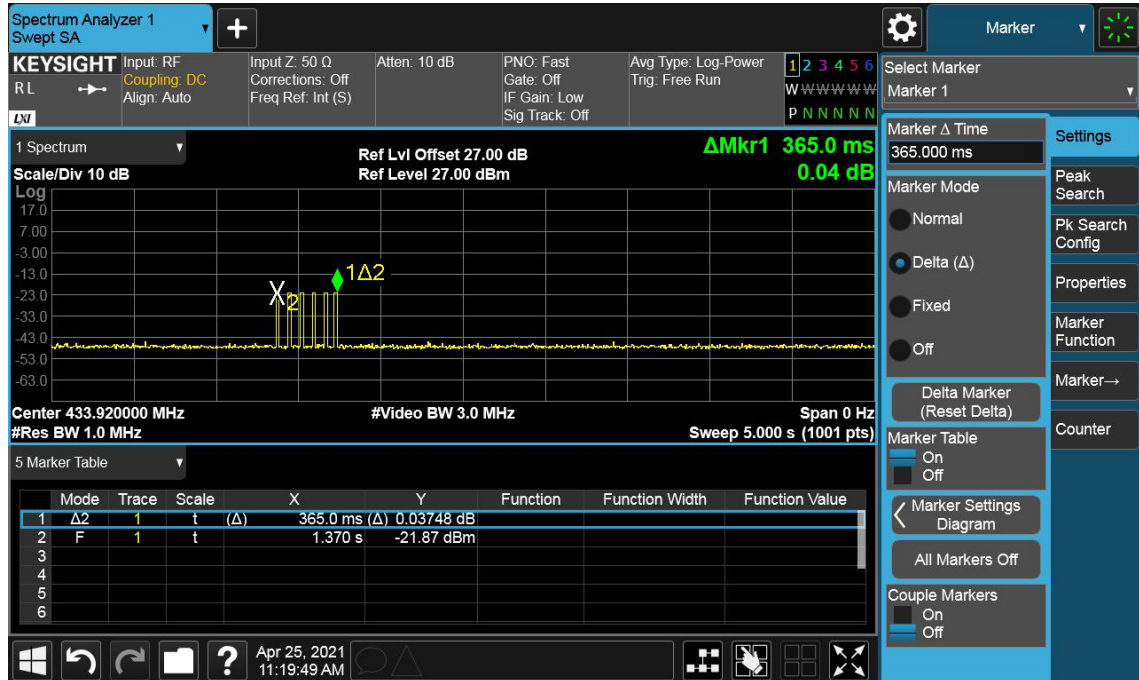 Spectrum Analyzer 1
Swept SA
+
Marker
KEYSIGHT
RL
LXI
Input: RF
Coupling: DC
Align: Auto
Input Z: 50 Ω
Corrections: Off
Freq Ref: Int (S)
Atten: 10 dB
PNO: Fast
Gate: Off
IF Gain: Low
Sig Track: Off
Avg Type: Log-Power
Trig: Free Run
1 2 3 4 5 6
W W W W W W
P N N N N N
Select Marker
Marker 1
1 Spectrum
Scale/Div 10 dB
Ref Lvl Offset 27.00 dB
Ref Level 27.00 dBm
ΔMkr1 365.0 ms
0.04 dB
Log
17.0
7.00
-3.00
-13.0
-23.0
-33.0
-43.0
-53.0
-63.0
X2
1Δ2
Center 433.920000 MHz
#Res BW 1.0 MHz
#Video BW 3.0 MHz
Span 0 Hz
Sweep 5.000 s (1001 pts)
5 Marker Table
Mode Trace Scale X Y Function Function Width Function Value
1 Δ2 1 t (Δ) 365.0 ms (Δ) 0.03748 dB
2 F 1 t 1.370 s -21.87 dBm
3
4
5
6
Marker Δ Time
365.000 ms
Marker Mode
Normal
Delta (Δ)
Fixed
Off
Delta Marker
(Reset Delta)
Marker Table
On
Off
Marker Settings
Diagram
All Markers Off
Couple Markers
On
Off
Settings
Peak
Search
Pk Search
Config
Properties
Marker
Function
Marker→
Counter
?
Apr 25, 2021
11:19:49 AM